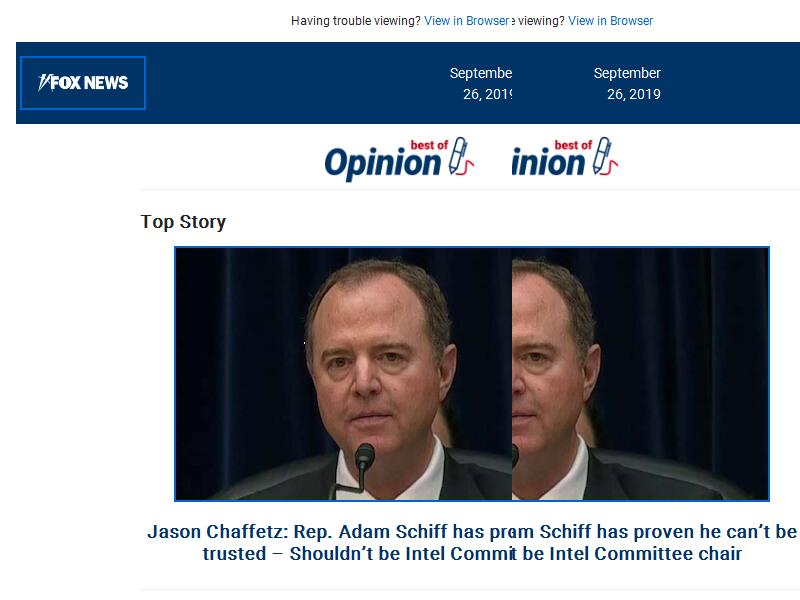 Having trouble viewing? View in Browser e viewing? View in Browser
FOX NEWS
Septembe September
26, 2019 26, 2019
best of best of
Opinion inion
Top Story
Jason Chaffetz: Rep. Adam Schiff has pram Schiff has proven he can't be
trusted – Shouldn't be Intel Commit be Intel Committee chair